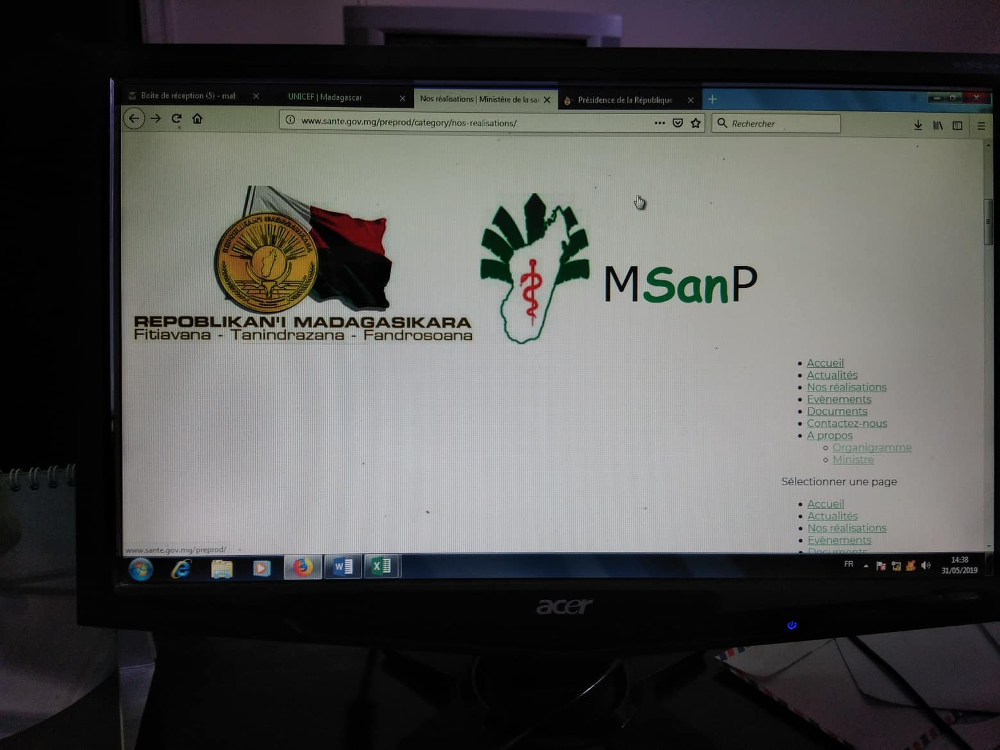 Boîte de réception (5) - mal
UNICEF | Madagascar
Nos réalisations | Ministère de la sa
Présidence de la République
www.sante.gov.mg/preprod/category/nos-realisations/
Rechercher
REPOBLIKAN'I MADAGASIKARA
REPOBLIKAN'I MADAGASIKARA
Fitiavana - Tanindrazana - Fandrosoana
MSanP
Accueil
Actualités
Nos réalisations
Evènements
Documents
Contactez-nous
A propos
Organigramme
Ministre
Sélectionner une page
Accueil
Actualités
Nos réalisations
Evènements
Documents
www.sante.gov.mg/preprod/
FR
14:38
31/05/2019
acer